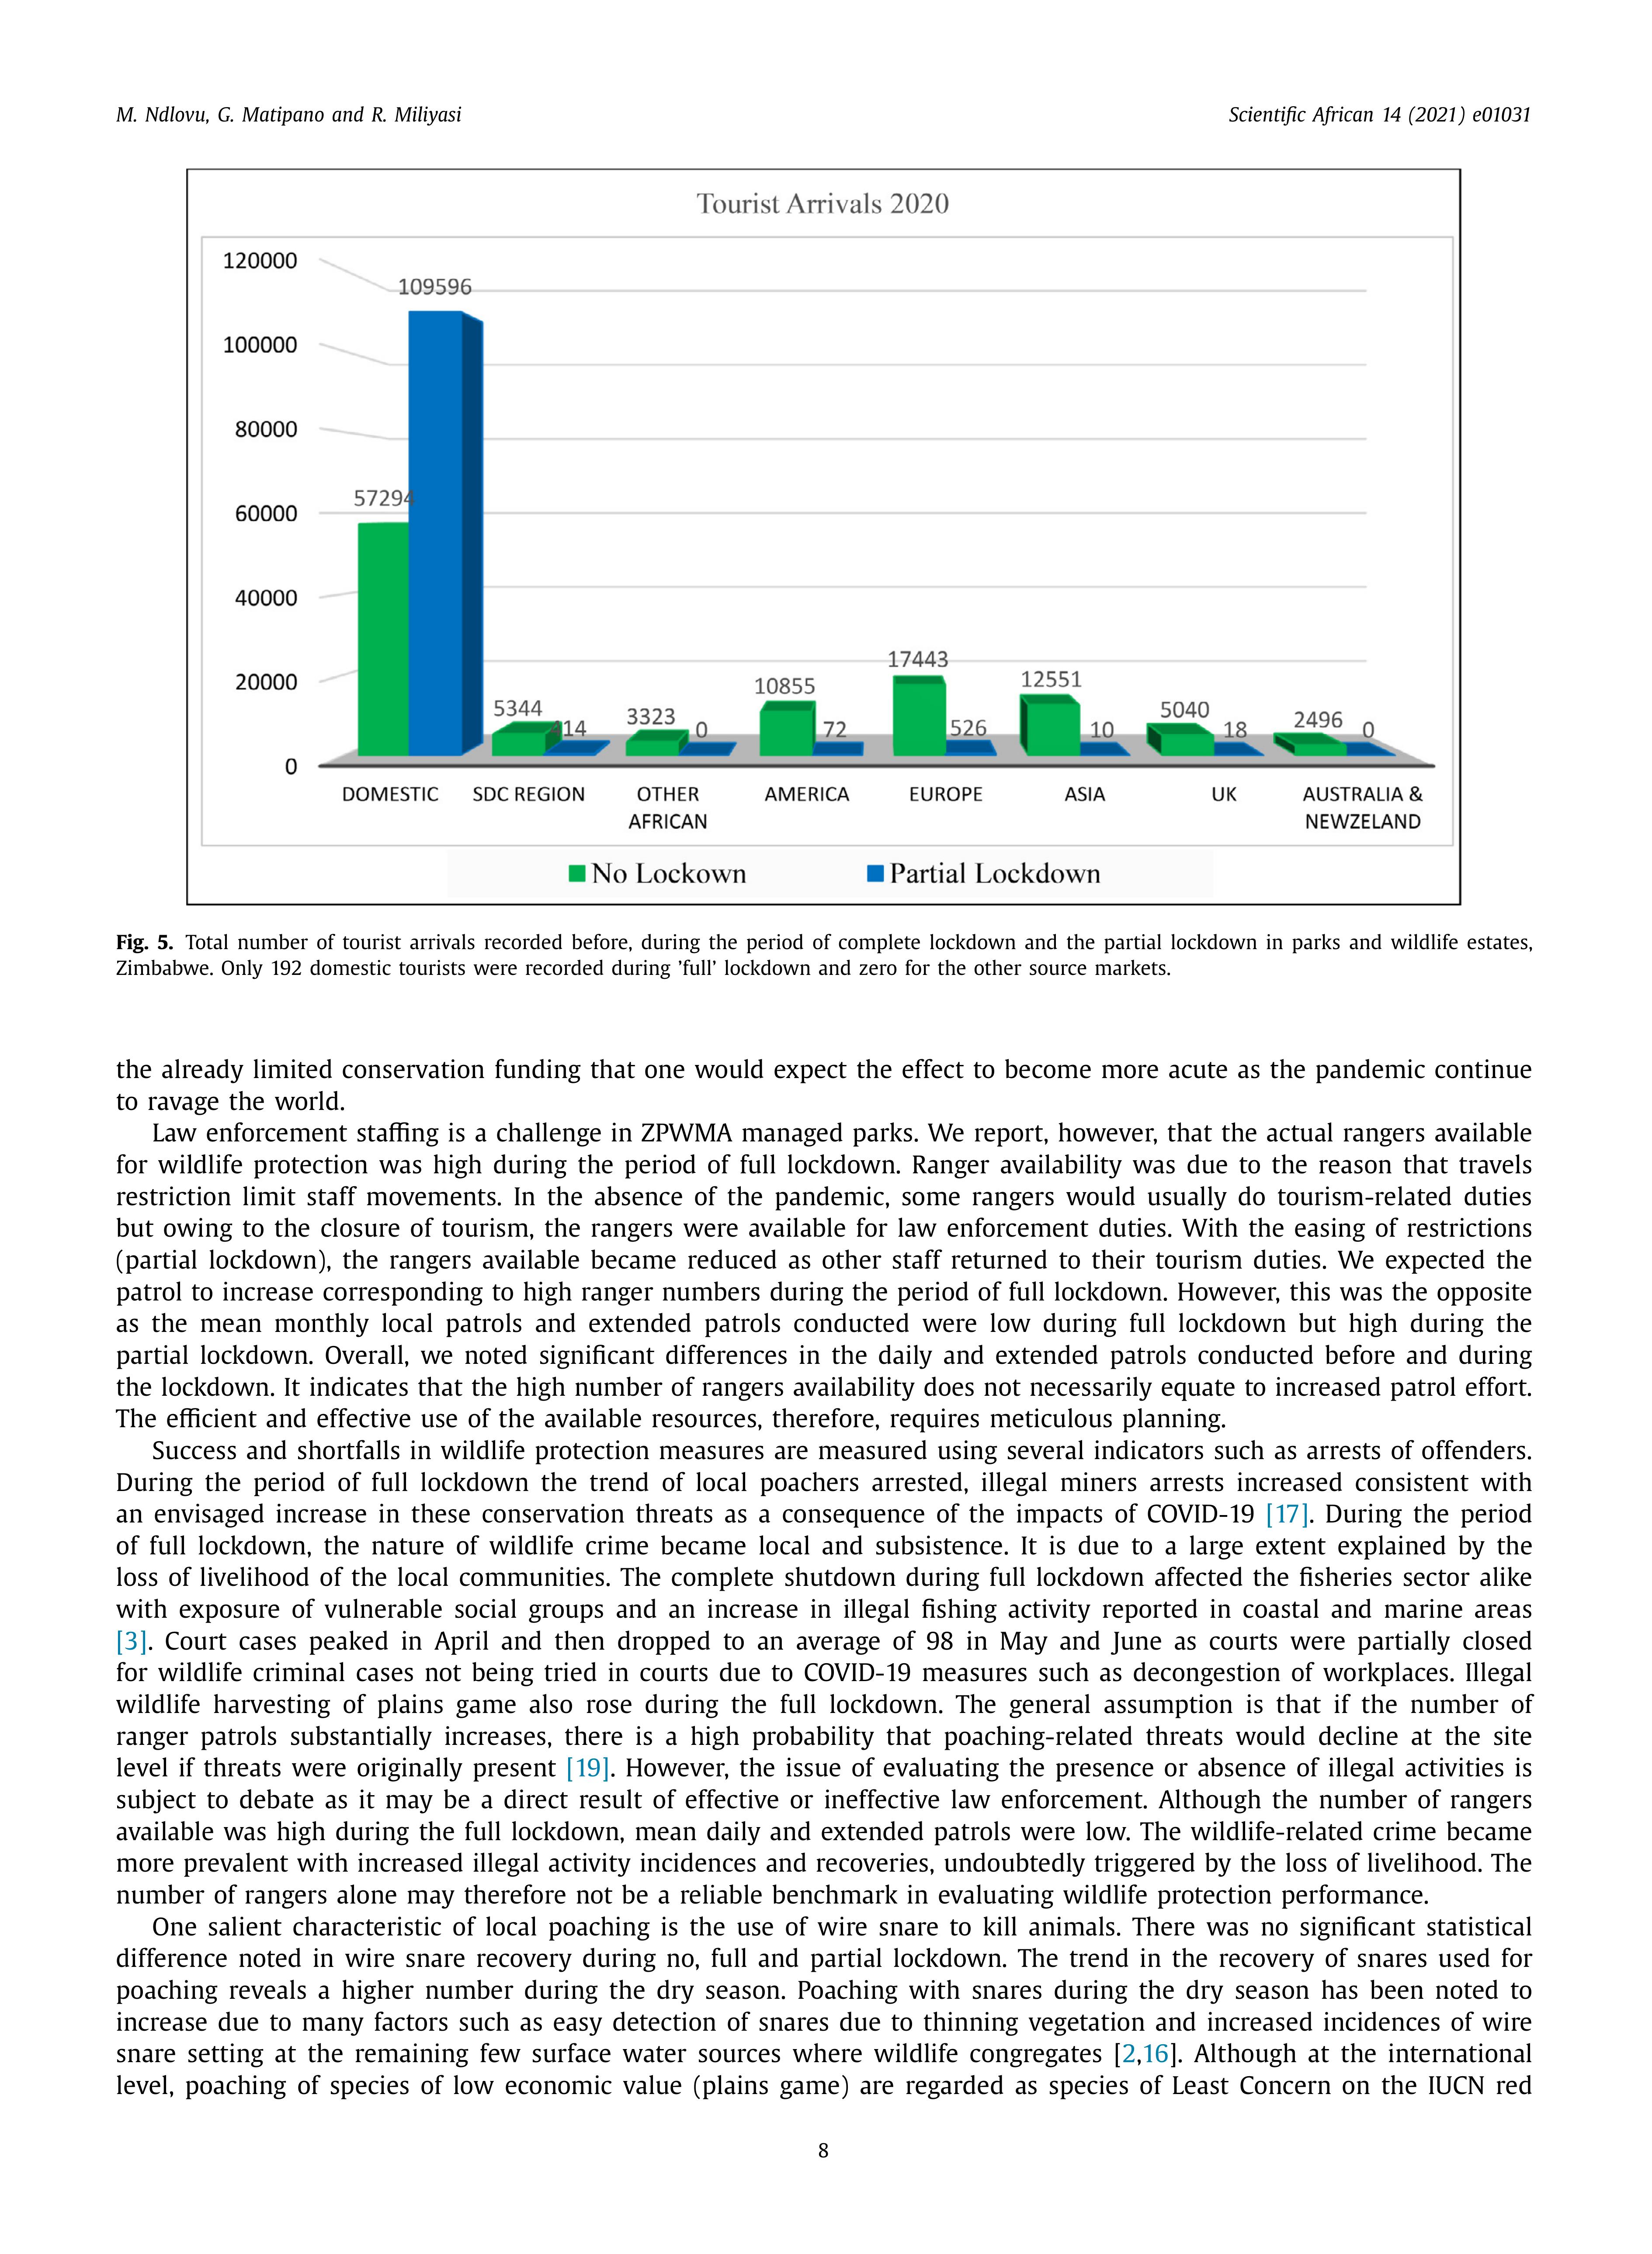 M. Ndlovu, G. Matipano and R. Miliyasi
Scientific African 14 (2021) e01031
Tourist Arrivals 2020
120000
100000
80000
60000
40000
20000
0
57294
109596
5344
414
3323
0
10855
72
17443
526
12551
10
5040
18
2496
0
DOMESTIC
SDC REGION
OTHER
AFRICAN
AMERICA
EUROPE
ASIA
UK
AUSTRALIA &
NEWZELAND
No Lockown
Partial Lockdown
Fig. 5. Total number of tourist arrivals recorded before, during the period of complete lockdown and the partial lockdown in parks and wildlife estates,
Zimbabwe. Only 192 domestic tourists were recorded during 'full' lockdown and zero for the other source markets.
the already limited conservation funding that one would expect the effect to become more acute as the pandemic continue
to ravage the world.
Law enforcement staffing is a challenge in ZPWMA managed parks. We report, however, that the actual rangers available
for wildlife protection was high during the period of full lockdown. Ranger availability was due to the reason that travels
restriction limit staff movements. In the absence of the pandemic, some rangers would usually do tourism-related duties
but owing to the closure of tourism, the rangers were available for law enforcement duties. With the easing of restrictions
(partial lockdown), the rangers available became reduced as other staff returned to their tourism duties. We expected the
patrol to increase corresponding to high ranger numbers during the period of full lockdown. However, this was the opposite
as the mean monthly local patrols and extended patrols conducted were low during full lockdown but high during the
partial lockdown. Overall, we noted significant differences in the daily and extended patrols conducted before and during
the lockdown. It indicates that the high number of rangers availability does not necessarily equate to increased patrol effort.
The efficient and effective use of the available resources, therefore, requires meticulous planning.
Success and shortfalls in wildlife protection measures are measured using several indicators such as arrests of offenders.
During the period of full lockdown the trend of local poachers arrested, illegal miners arrests increased consistent with
an envisaged increase in these conservation threats as a consequence of the impacts of COVID-19 [17]. During the period
of full lockdown, the nature of wildlife crime became local and subsistence. It is due to a large extent explained by the
loss of livelihood of the local communities. The complete shutdown during full lockdown affected the fisheries sector alike
with exposure of vulnerable social groups and an increase in illegal fishing activity reported in coastal and marine areas
[3]. Court cases peaked in April and then dropped to an average of 98 in May and June as courts were partially closed
for wildlife criminal cases not being tried in courts due to COVID-19 measures such as decongestion of workplaces. Illegal
wildlife harvesting of plains game also rose during the full lockdown. The general assumption is that if the number of
ranger patrols substantially increases, there is a high probability that poaching-related threats would decline at the site
level if threats were originally present [19]. However, the issue of evaluating the presence or absence of illegal activities is
subject to debate as it may be a direct result of effective or ineffective law enforcement. Although the number of rangers
available was high during the full lockdown, mean daily and extended patrols were low. The wildlife-related crime became
more prevalent with increased illegal activity incidences and recoveries, undoubtedly triggered by the loss of livelihood. The
number of rangers alone may therefore not be a reliable benchmark in evaluating wildlife protection performance.
One salient characteristic of local poaching is the use of wire snare to kill animals. There was no significant statistical
difference noted in wire snare recovery during no, full and partial lockdown. The trend in the recovery of snares used for
poaching reveals a higher number during the dry season. Poaching with snares during the dry season has been noted to
increase due to many factors such as easy detection of snares due to thinning vegetation and increased incidences of wire
snare setting at the remaining few surface water sources where wildlife congregates [2,16]. Although at the international
level, poaching of species of low economic value (plains game) are regarded as species of Least Concern on the IUCN red
8